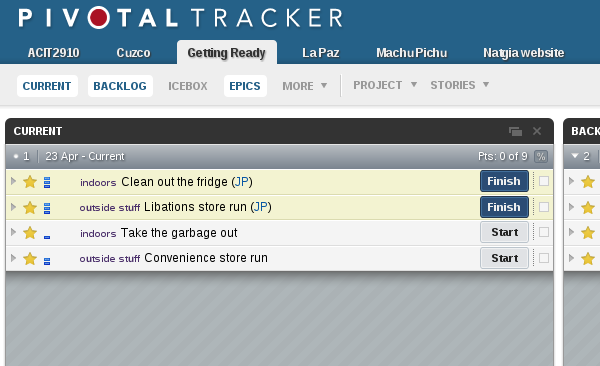 PIVOTAL TRACKER
ACIT2910 Cuzco Getting Ready La Paz Machu Pichu Natgia website
CURRENT BACKLOG ICEBOX EPICS MORE PROJECT STORIES
CURRENT BACK
1 23 Apr - Current Pts: 0 of 9 % 2
indoors Clean out the fridge (JP) Finish
outside stuff Libations store run (JP) Finish
indoors Take the garbage out Start
outside stuff Convenience store run Start